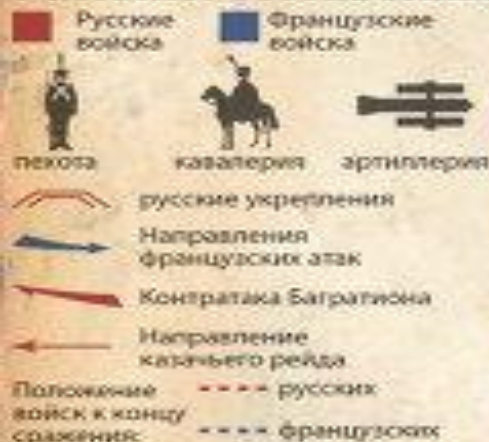 Русские
войска
Французские
войска
пехота
кавалерия
артиллерия
русские укрепления
Направления
французских атак
Контратака Багратиона
Направление
казачьего рейда
Положение
войск к концу
сражения:
русских
французских